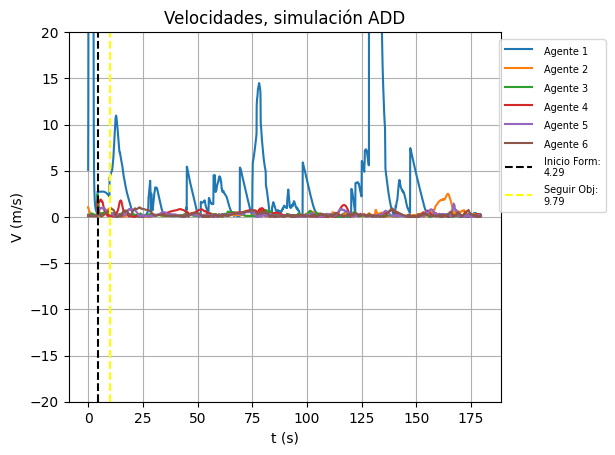 Velocidades, simulación ADD
V (m/s)
20
15
10
5
0
−5
−10
−15
−20
0 25 50 75 100 125 150 175
t (s)
Agente 1
Agente 2
Agente 3
Agente 4
Agente 5
Agente 6
Inicio Form:
4.29
Seguir Obj:
9.79